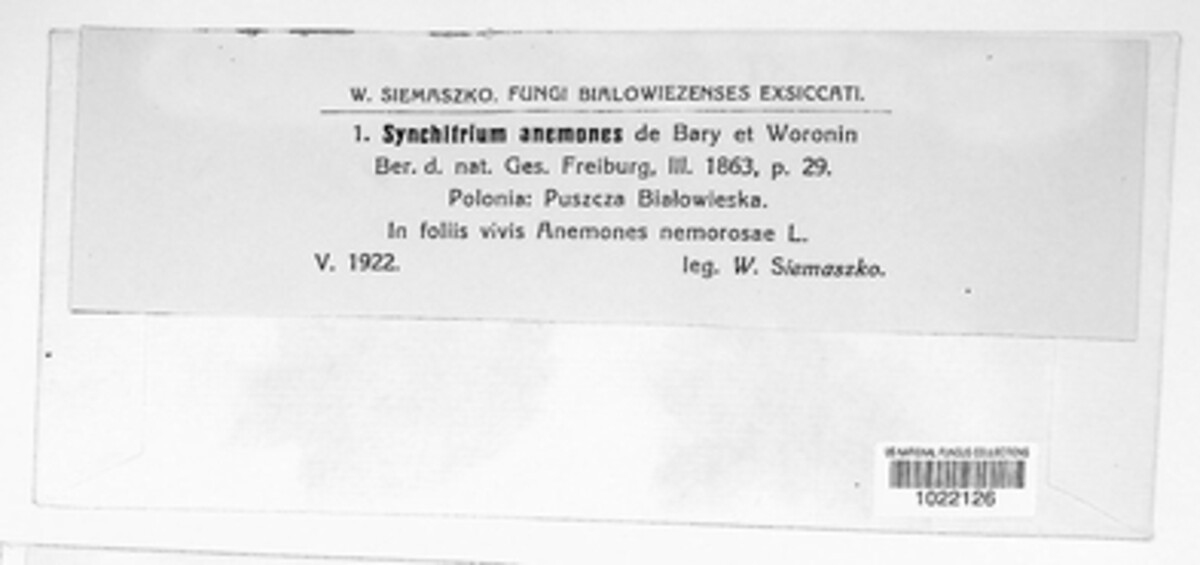 W. SIEMASZKO. FUNGI BIALOWIEZENSES EXSICCATI.
1. Synchitrium anemones de Bary et Woronin
Ber. d. nat. Ges. Freiburg, III. 1863, p. 29.
Polonia: Puszcza Białowieska.
In foliis vivis Anemones nemorosae L.
V. 1922. leg. W. Siemaszko.
US NATIONAL FUNGUS COLLECTIONS
1022126